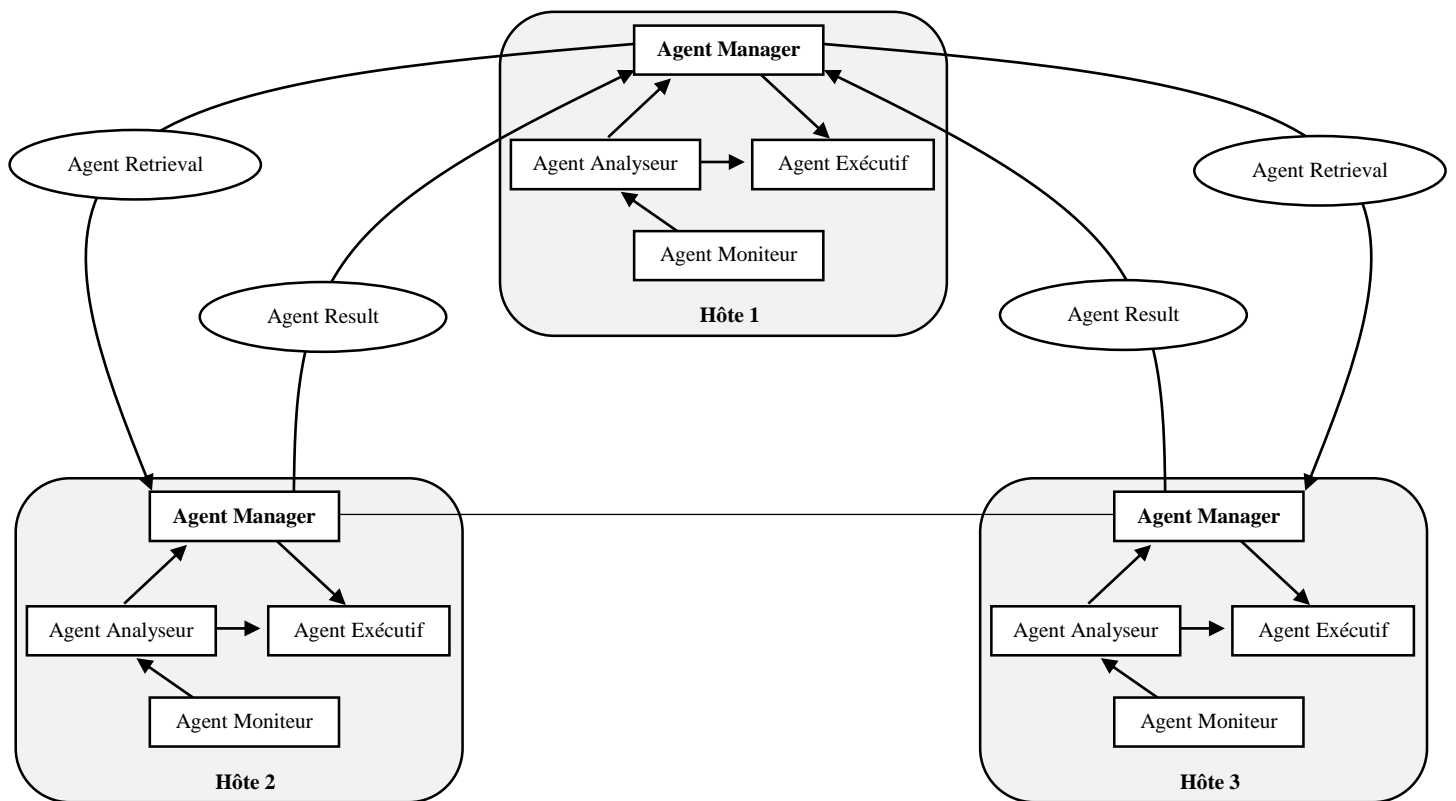 Agent Manager
Agent Retrieval
Agent Analyseur
Agent Exécutif
Agent Retrieval
Agent Moniteur
Agent Result
Hôte 1
Agent Result
Agent Manager
Agent Analyseur
Agent Exécutif
Agent Moniteur
Hôte 2
Agent Manager
Agent Analyseur
Agent Exécutif
Agent Moniteur
Hôte 3